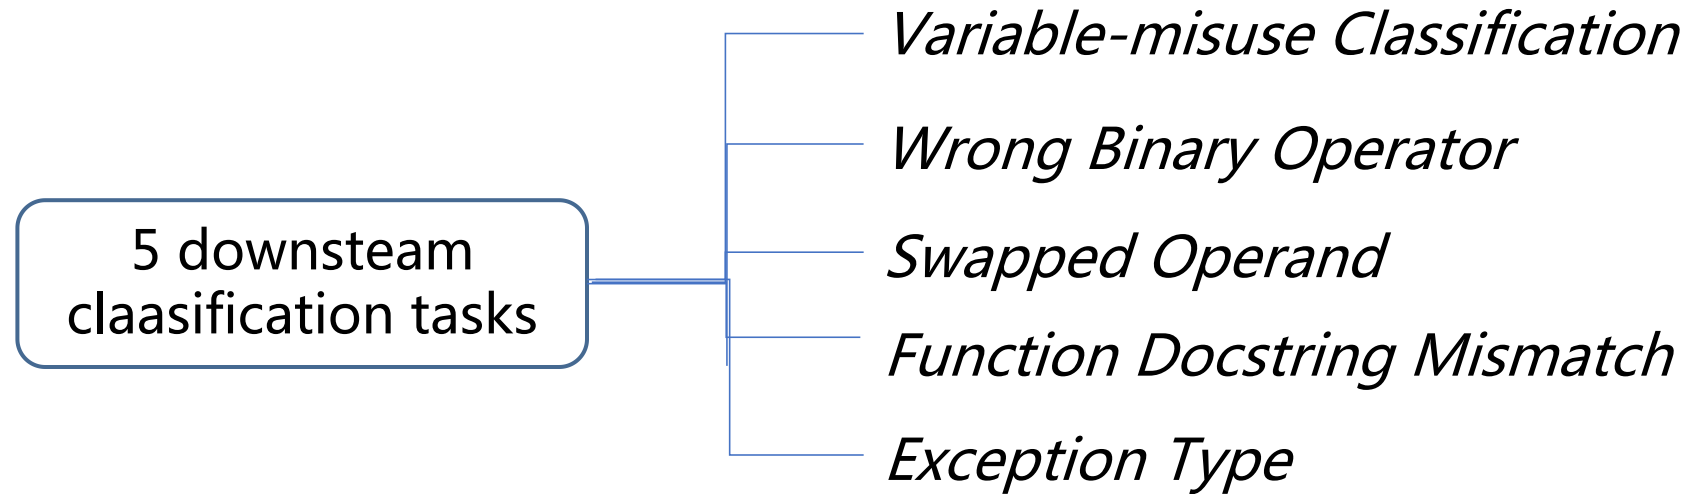 5 downsteam
claasification tasks
Variable-misuse Classification
Wrong Binary Operator
Swapped Operand
Function Docstring Mismatch
Exception Type